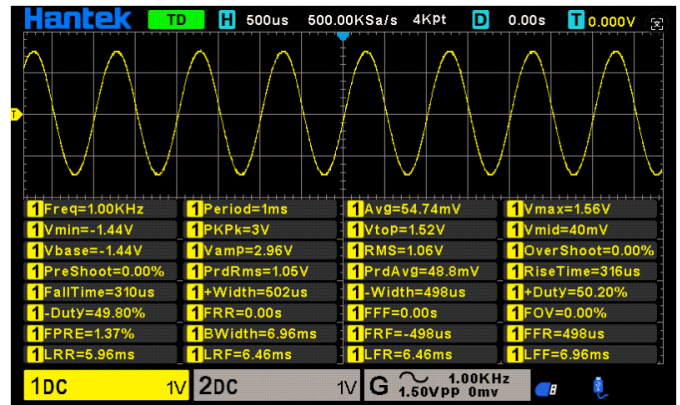 Hantek TD H 500us 500.00KSa/s 4Kpt D 0.00s T 0.000V
T
1 Freq=1.00KHz 1 Period=1ms 1 Avg=54.74mV 1 Vmax=1.56V
1 Vmin=-1.44V 1 PKPk=3V 1 Vtop=1.52V 1 Vmid=40mV
1 Vbase=-1.44V 1 Vamp=2.96V 1 RMS=1.06V 1 OverShoot=0.00%
1 PreShoot=0.00% 1 PrdRms=1.05V 1 PrdAvg=48.8mV 1 RiseTime=316us
1 FallTime=310us 1 +Width=502us 1 -Width=498us 1 +Duty=50.20%
1 -Duty=49.80% 1 FRR=0.00s 1 FFF=0.00s 1 FOV=0.00%
1 FPRE=1.37% 1 BWidth=6.96ms 1 FRF=-498us 1 FFR=498us
1 LRR=5.96ms 1 LRF=6.46ms 1 LFR=6.46ms 1 LFF=6.96ms
1DC 1V 2DC 1V G 1.00KHz
1.50Vpp 0mv